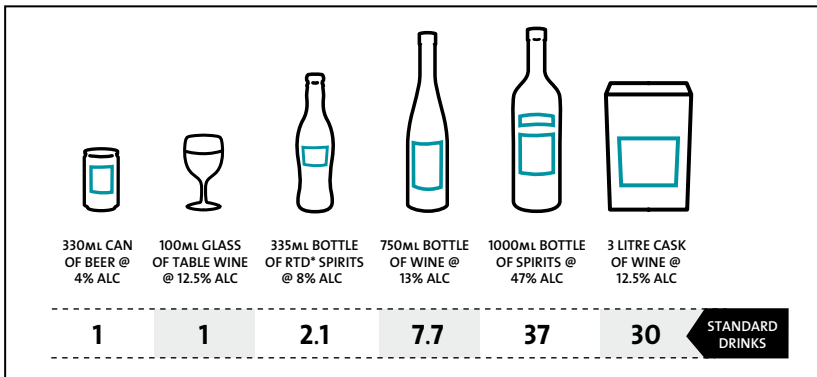 330ML CAN
OF BEER @
4% ALC
100ML GLASS
OF TABLE WINE
@ 12.5% ALC
335ML BOTTLE
OF RTD* SPIRITS
@ 8% ALC
750ML BOTTLE
OF WINE @
13% ALC
1000ML BOTTLE
OF SPIRITS @
47% ALC
3 LITRE CASK
OF WINE @
12.5% ALC
1
1
2.1
7.7
37
30
STANDARD
DRINKS